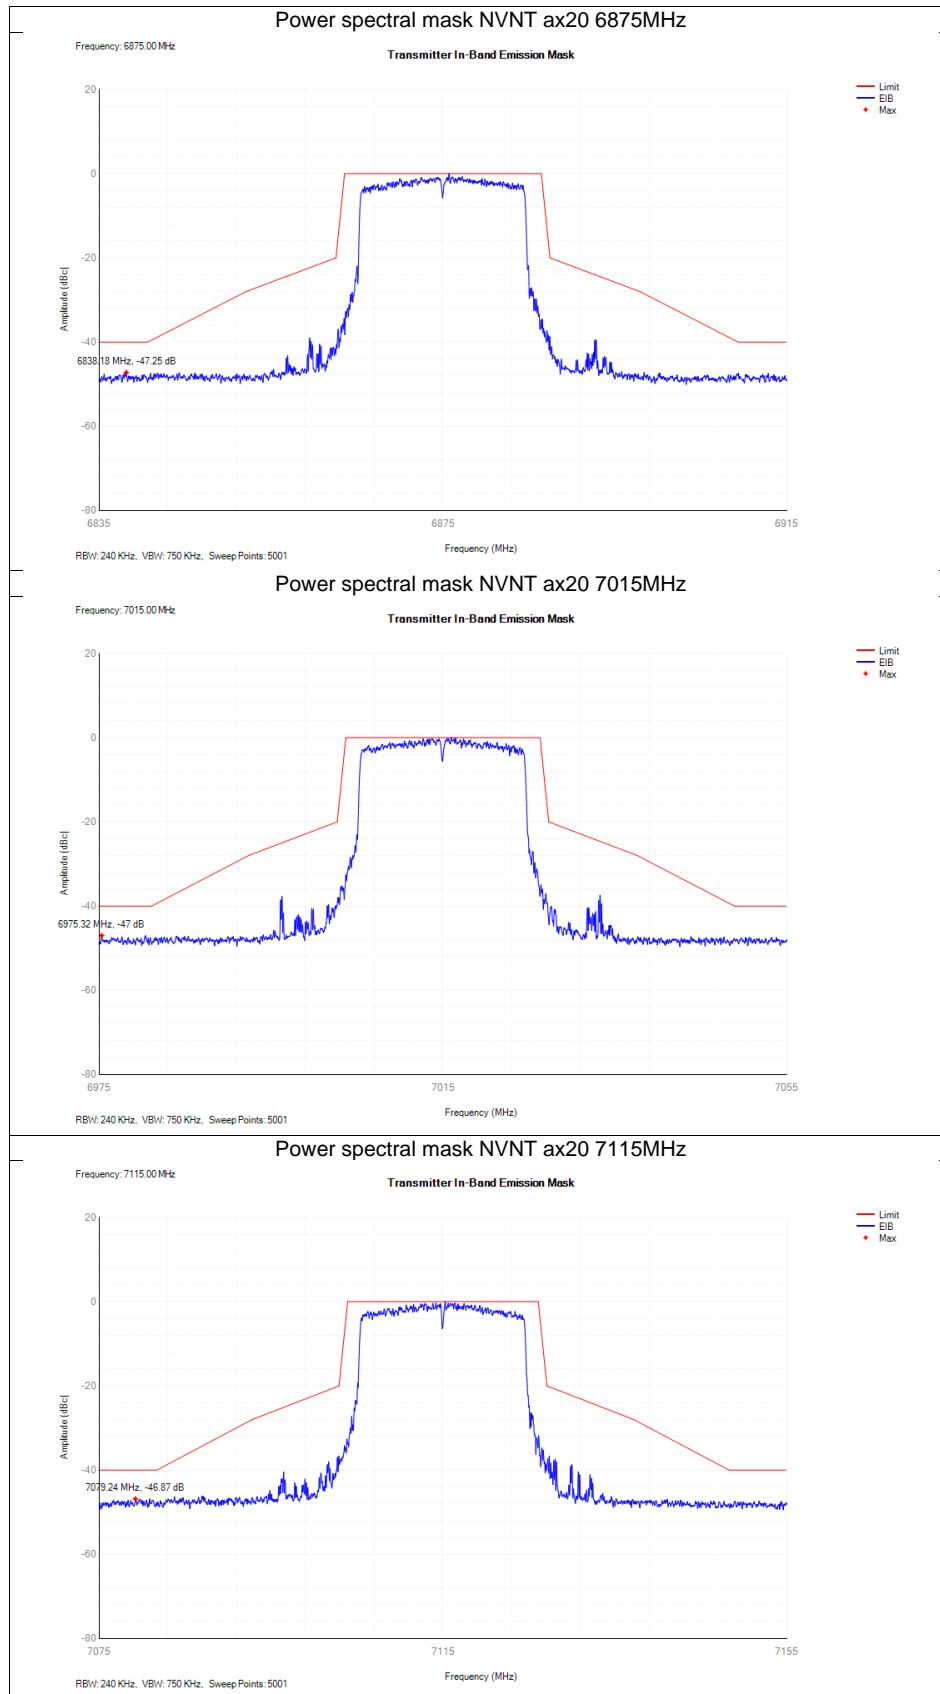 Power spectral mask NVNT ax20 6875MHz
Frequency: 6875.00 MHz
Transmitter In-Band Emission Mask
Limit
EIB
Max
20
0
-20
-40
-60
-80
Amplitude (dBc)
6838.18 MHz, -47.25 dB
6835
6875
6915
Frequency (MHz)
RBW: 240 KHz, VBW: 750 KHz, Sweep Points: 5001
Power spectral mask NVNT ax20 7015MHz
Frequency: 7015.00 MHz
Transmitter In-Band Emission Mask
Limit
EIB
Max
20
0
-20
-40
-60
-80
Amplitude (dBc)
6975.32 MHz, -47 dB
6975
7015
7055
Frequency (MHz)
RBW: 240 KHz, VBW: 750 KHz, Sweep Points: 5001
Power spectral mask NVNT ax20 7115MHz
Frequency: 7115.00 MHz
Transmitter In-Band Emission Mask
Limit
EIB
Max
20
0
-20
-40
-60
-80
Amplitude (dBc)
7079.24 MHz, -46.87 dB
7075
7115
7155
Frequency (MHz)
RBW: 240 KHz, VBW: 750 KHz, Sweep Points: 5001